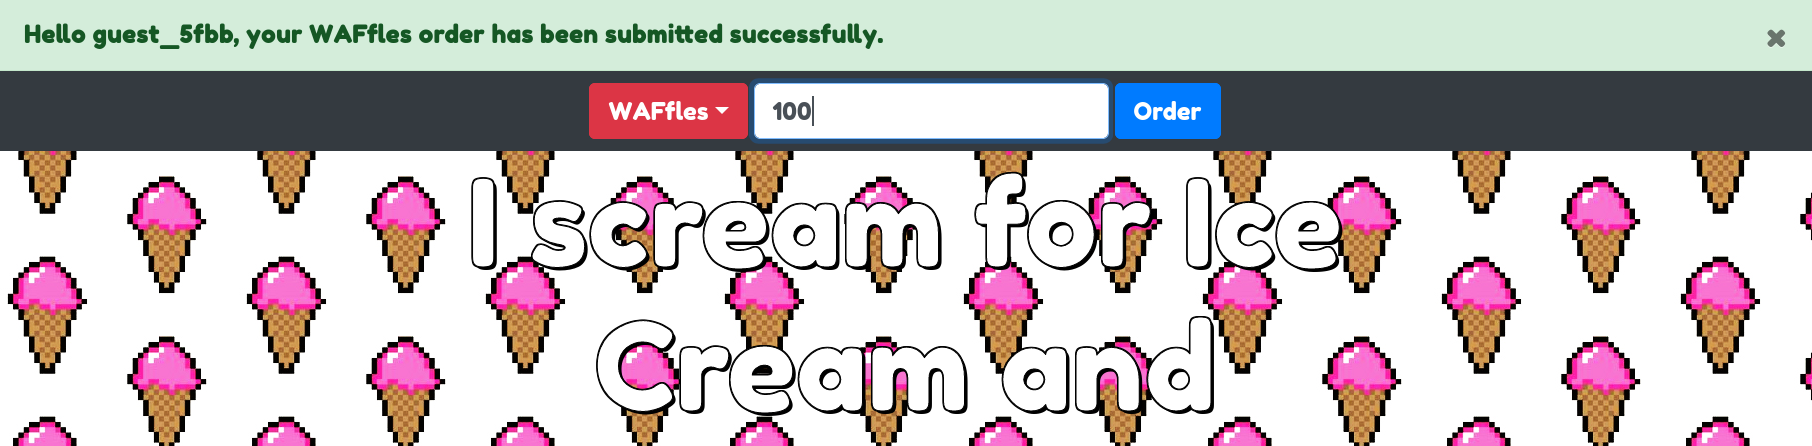 Hello guest_5fbb, your WAFfles order has been submitted successfully.
×
WAFfles 100 Order
I scream for Ice
Cream and